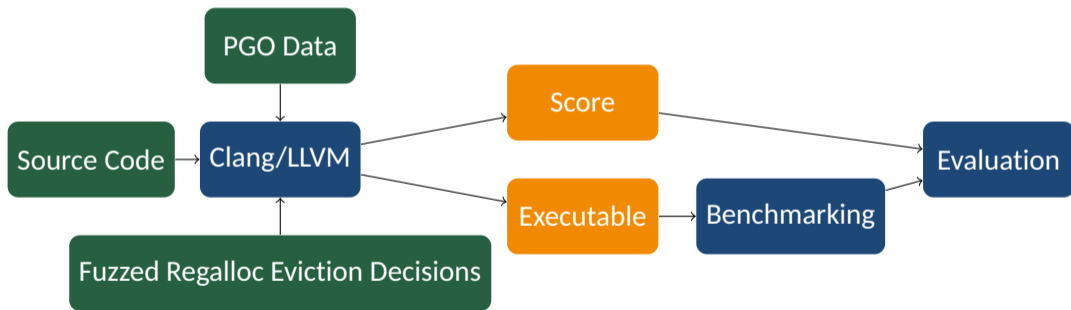 PGO Data
Source Code
Clang/LLVM
Fuzzed Regalloc Eviction Decisions
Score
Executable
Benchmarking
Evaluation